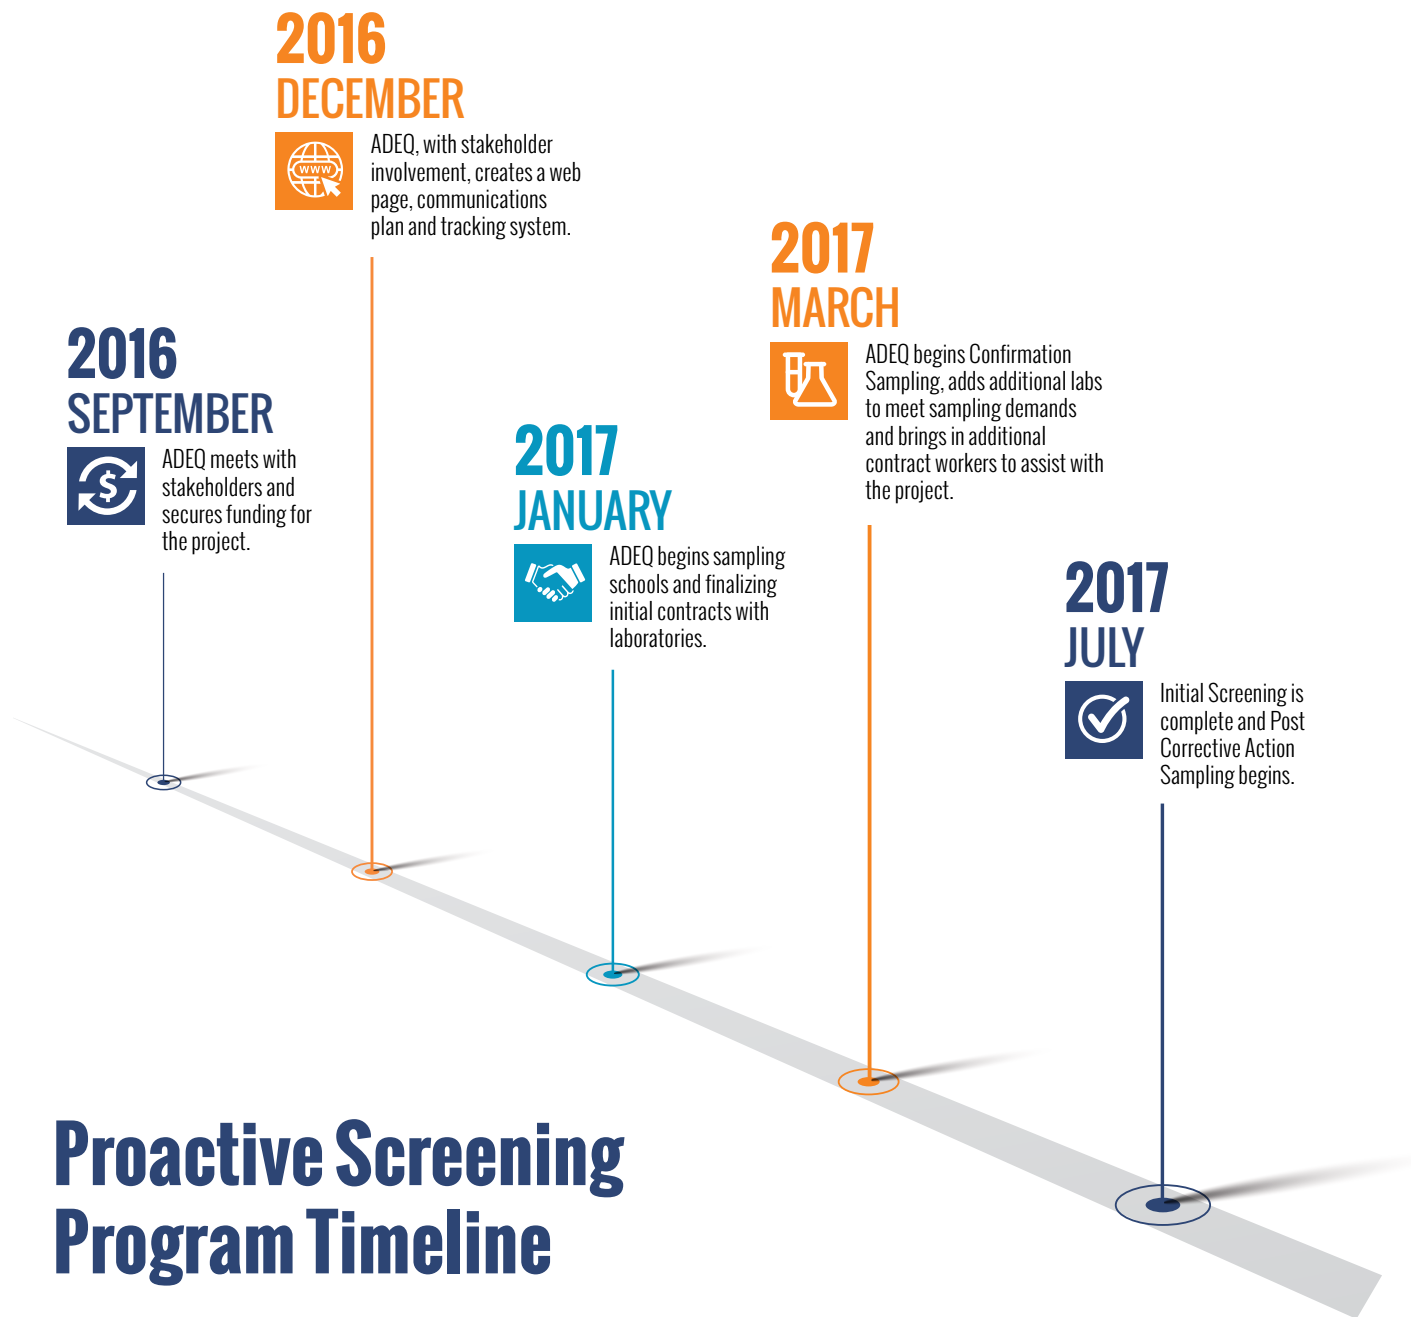 2016
SEPTEMBER
ADEQ meets with
stakeholders and
secures funding for
the project.
$
2016
DECEMBER
ADEQ, with stakeholder
involvement, creates a web
page, communications
plan and tracking system.
www
2017
JANUARY
ADEQ begins sampling
schools and finalizing
initial contracts with
laboratories.
2017
MARCH
ADEQ begins Confirmation
Sampling, adds additional labs
to meet sampling demands
and brings in additional
contract workers to assist with
the project.
2017
JULY
Initial Screening is
complete and Post
Corrective Action
Sampling begins.
Proactive Screening
Program Timeline